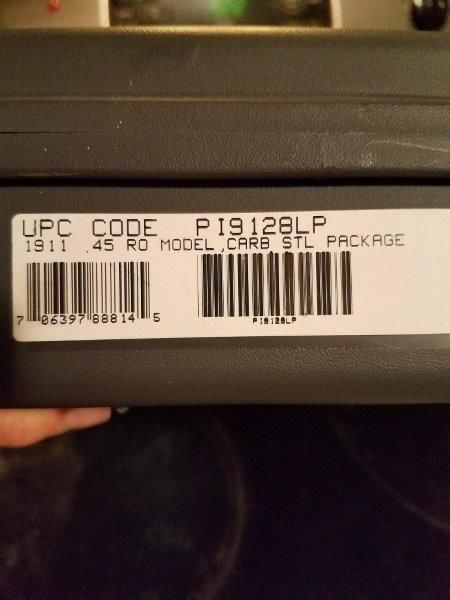 UPC CODE PI9128LP
1911 .45 RO MODEL,CARB STL PACKAGE
7 06397 88814 5
PI9128LP